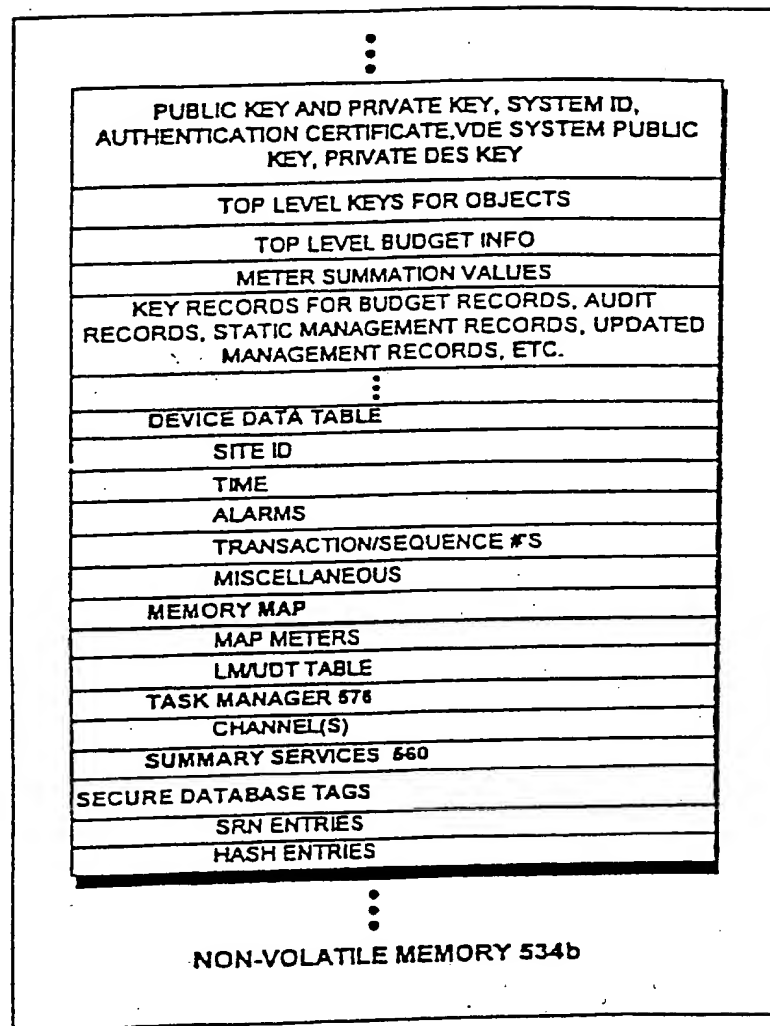 PUBLIC KEY AND PRIVATE KEY, SYSTEM ID,
AUTHENTICATION CERTIFICATE,VDE SYSTEM PUBLIC
KEY, PRIVATE DES KEY
TOP LEVEL KEYS FOR OBJECTS
TOP LEVEL BUDGET INFO
METER SUMMATION VALUES
KEY RECORDS FOR BUDGET RECORDS, AUDIT
RECORDS, STATIC MANAGEMENT RECORDS, UPDATED
MANAGEMENT RECORDS, ETC.
DEVICE DATA TABLE
SITE ID
TIME
ALARMS
TRANSACTION/SEQUENCE #'S
MISCELLANEOUS
MEMORY MAP
MAP METERS
LM/UDT TABLE
TASK MANAGER 576
CHANNEL(S)
SUMMARY SERVICES 560
SECURE DATABASE TAGS
SRN ENTRIES
HASH ENTRIES
NON-VOLATILE MEMORY 534b